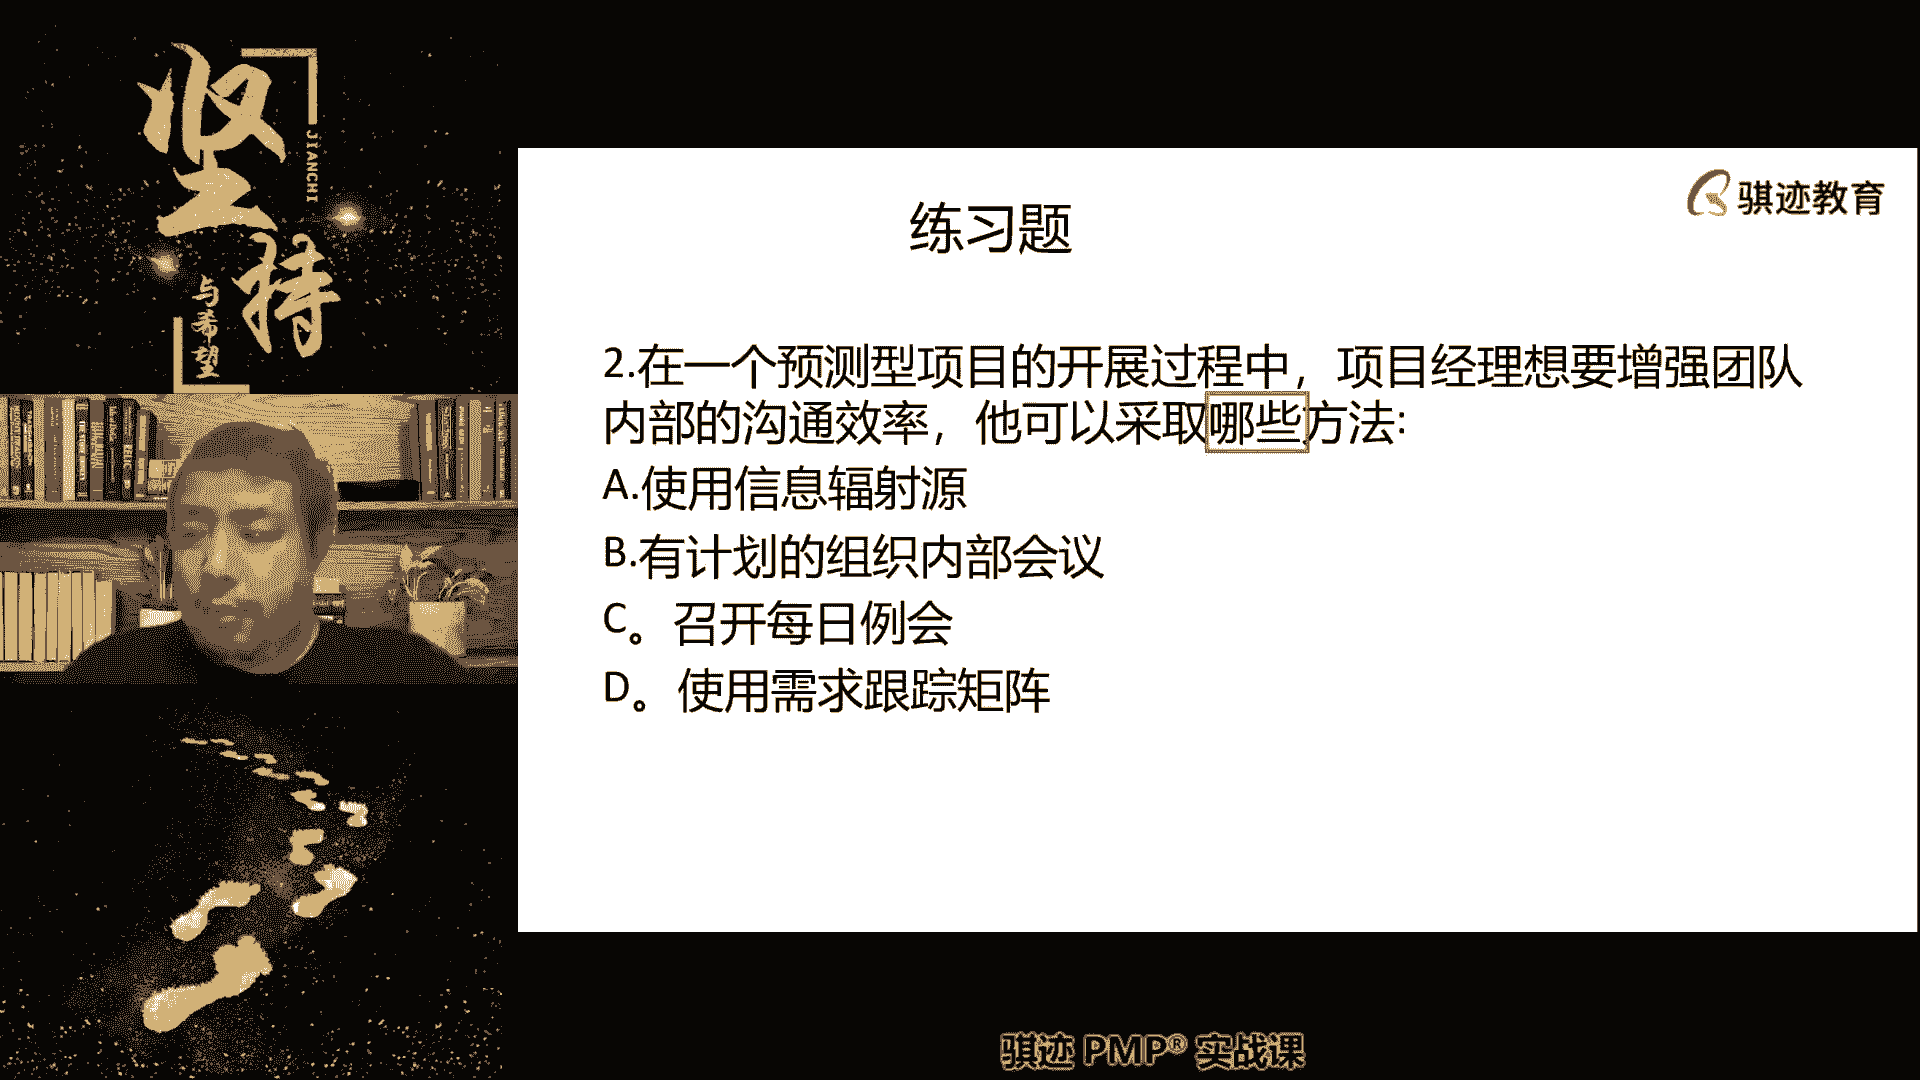 坚持
JIANCHI
与希望
骐迹教育
练习题
2.在一个预测型项目的开展过程中，项目经理想要增强团队
内部的沟通效率，他可以采取哪些方法:
A.使用信息辐射源
B.有计划的组织内部会议
C。召开每日例会
D。使用需求跟踪矩阵
骐迹 PMP® 实战课